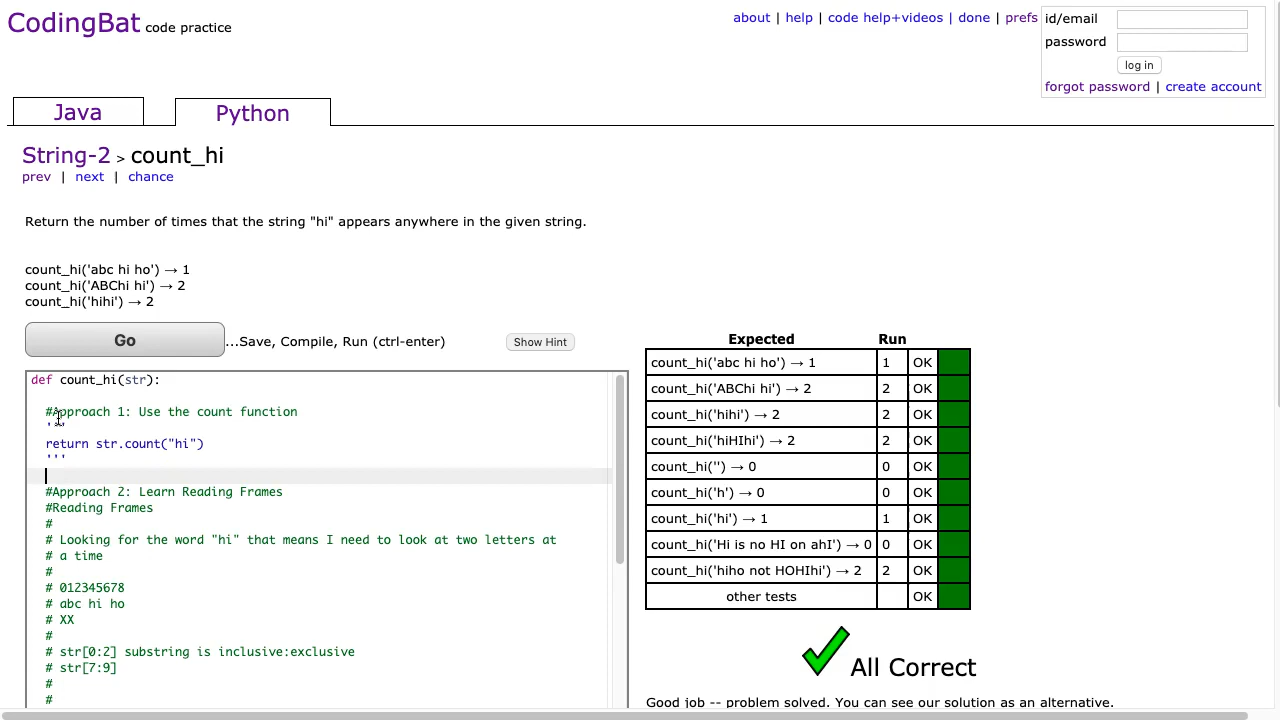 CodingBat code practice
about | help | code help+videos | done | prefs
id/email
password
log in
forgot password | create account
Java
Python
String-2 > count_hi
prev | next | chance
Return the number of times that the string "hi" appears anywhere in the given string.
count_hi('abc hi ho') → 1
count_hi('ABChi hi') → 2
count_hi('hihi') → 2
Go
...Save, Compile, Run (ctrl-enter)
Show Hint
def count_hi(str):
#Approach 1: Use the count function
'''
return str.count("hi")
'''
#Approach 2: Learn Reading Frames
#Reading Frames
#
# Looking for the word "hi" that means I need to look at two letters at
# a time
#
# 012345678
# abc hi ho
# XX
#
# str[0:2] substring is inclusive:exclusive
# str[7:9]
#
#
Expected Run
count_hi('abc hi ho') → 1 1 OK
count_hi('ABChi hi') → 2 2 OK
count_hi('hihi') → 2 2 OK
count_hi('hiHIhi') → 2 2 OK
count_hi('') → 0 0 OK
count_hi('h') → 0 0 OK
count_hi('hi') → 1 1 OK
count_hi('Hi is no HI on ahI') → 0 0 OK
count_hi('hiho not HOHIhi') → 2 2 OK
other tests OK
All Correct
Good job -- problem solved. You can see our solution as an alternative.